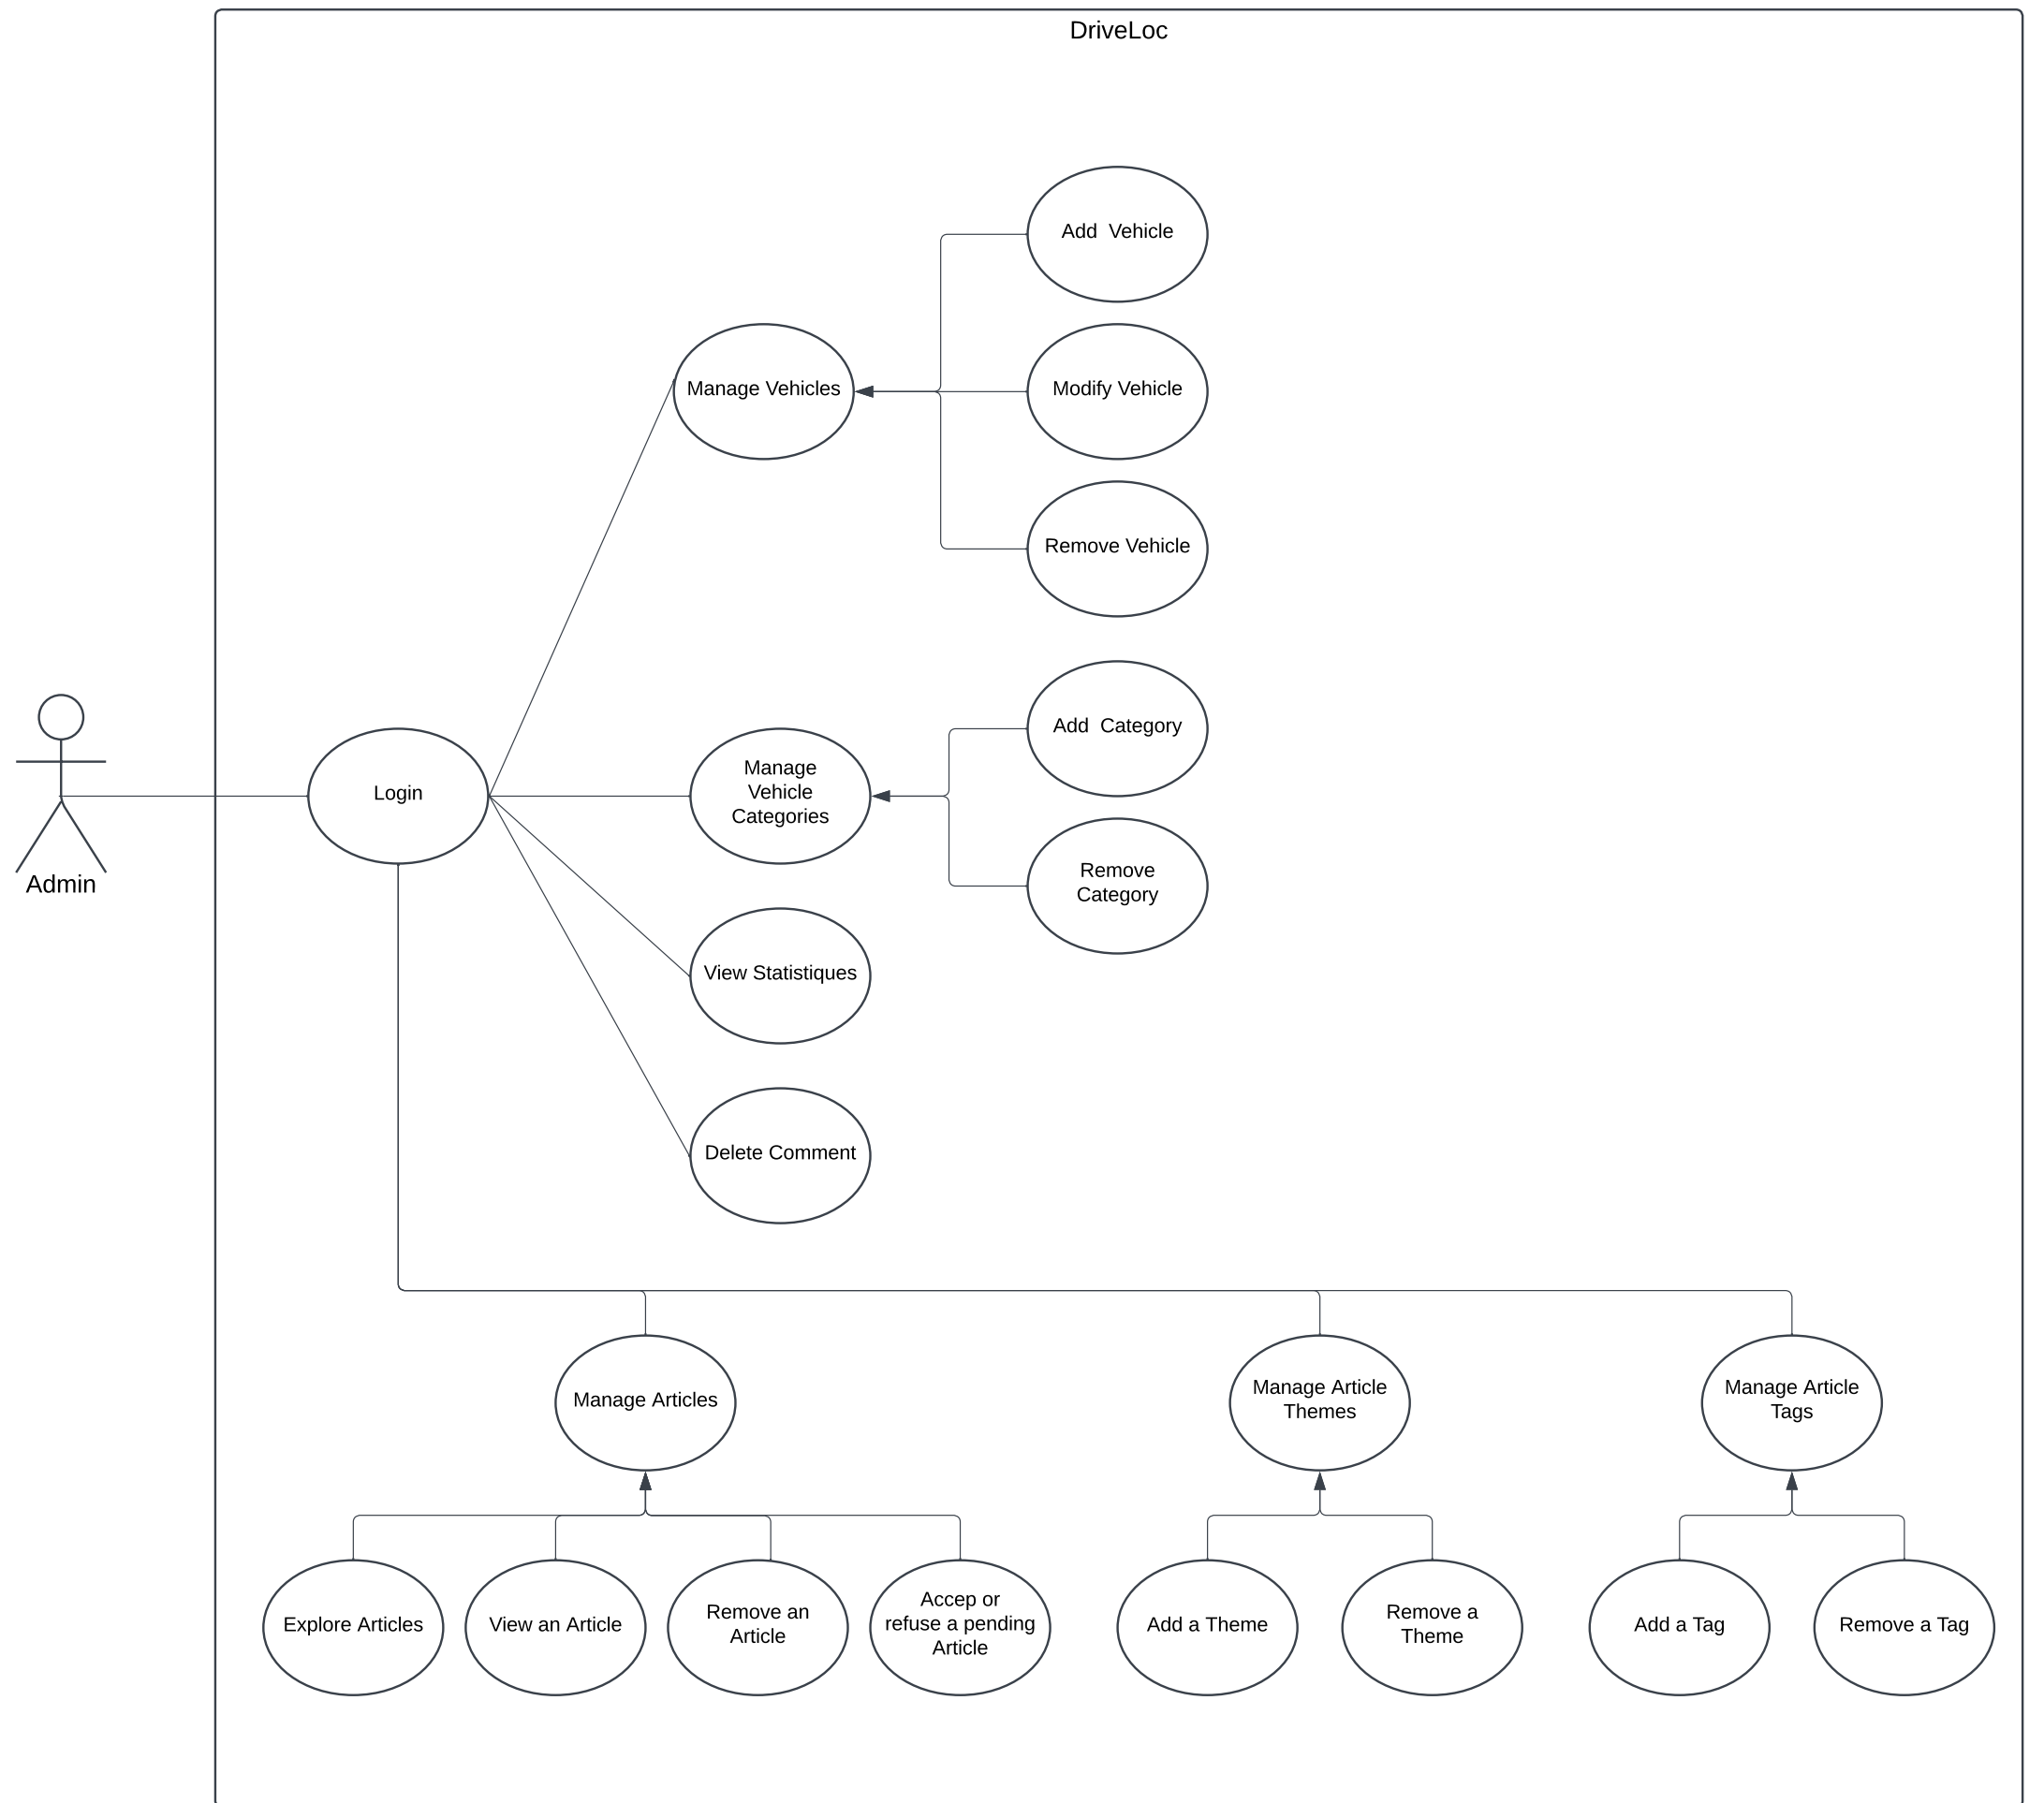 DriveLoc
Add  Vehicle
Manage Vehicles
Modify Vehicle
Remove Vehicle
Admin
Login
Manage
Vehicle
Categories
Add  Category
Remove
Category
View Statistiques
Delete Comment
Manage Articles
Manage Article
Themes
Manage Article
Tags
Explore Articles
View an Article
Remove an
Article
Accep or
refuse a pending
Article
Add a Theme
Remove a
Theme
Add a Tag
Remove a Tag